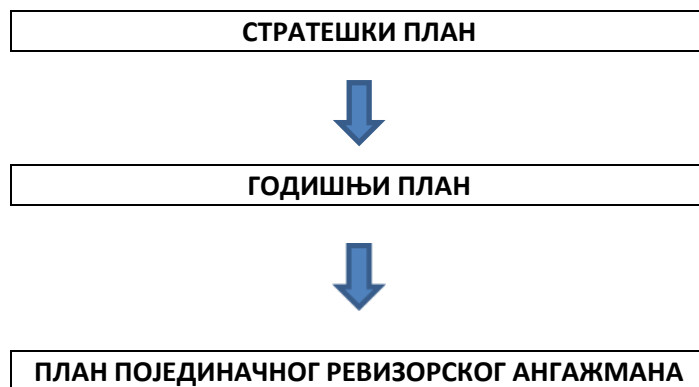 СТРАТЕШКИ ПЛАН
ГОДИШЊИ ПЛАН
ПЛАН ПОЈЕДИНАЧНОГ РЕВИЗОРСКОГ АНГАЖМАНА